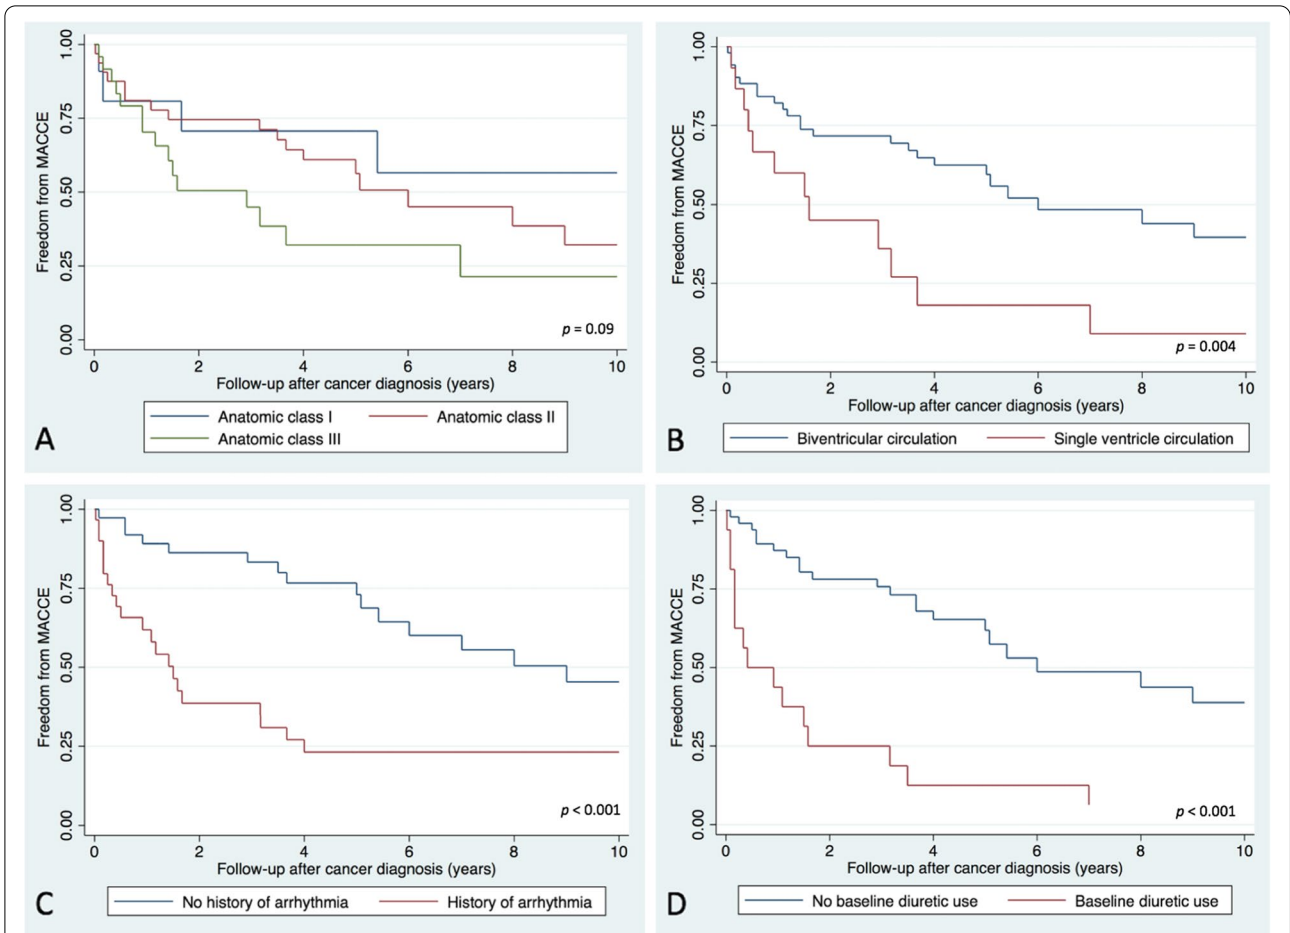 1.00
0.75
0.50
0.25
0.00
Freedom from MACCE
p = 0.09
0 2 4 6 8 10
Follow-up after cancer diagnosis (years)
Anatomic class I Anatomic class II
Anatomic class III
A
1.00
0.75
0.50
0.25
0.00
Freedom from MACCE
p = 0.004
0 2 4 6 8 10
Follow-up after cancer diagnosis (years)
Biventricular circulation Single ventricle circulation
B
1.00
0.75
0.50
0.25
0.00
Freedom from MACCE
p < 0.001
0 2 4 6 8 10
Follow-up after cancer diagnosis (years)
No history of arrhythmia History of arrhythmia
C
1.00
0.75
0.50
0.25
0.00
Freedom from MACCE
p < 0.001
0 2 4 6 8 10
Follow-up after cancer diagnosis (years)
No baseline diuretic use Baseline diuretic use
D